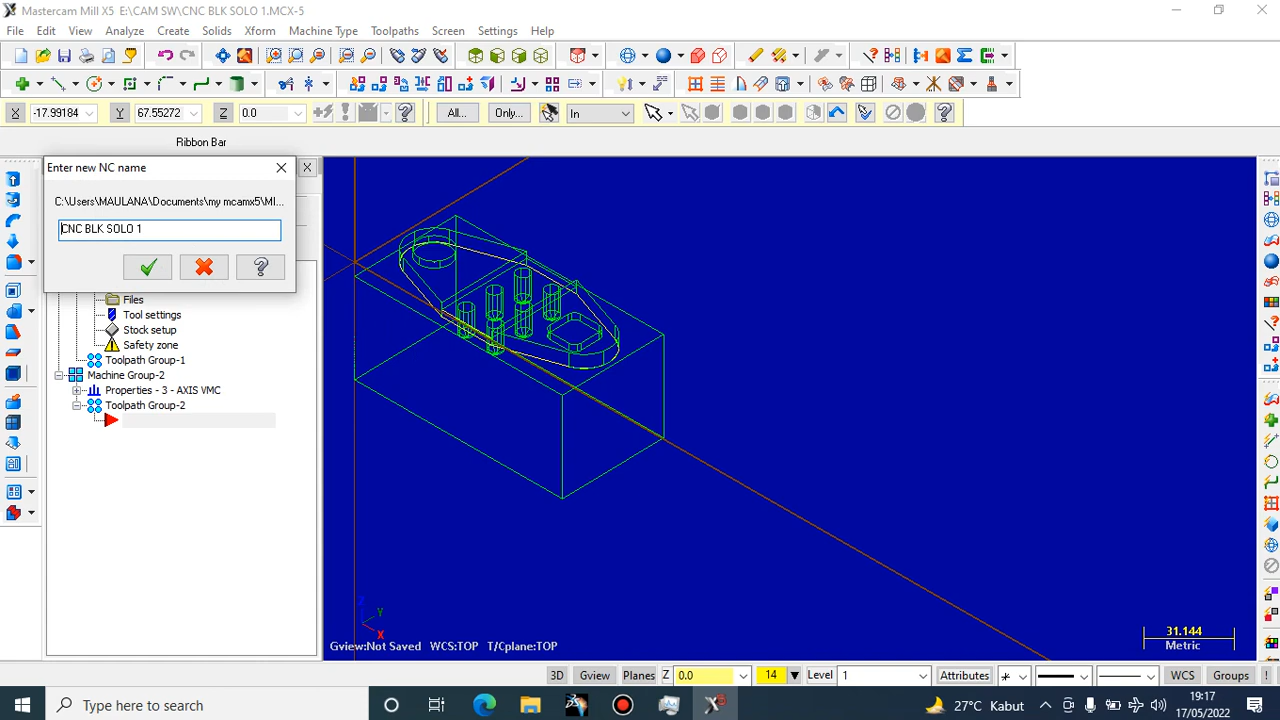 Mastercam Mill X5 E:\CAM SW\CNC BLK SOLO 1.MCX-5
File Edit View Analyze Create Solids Xform Machine Type Toolpaths Screen Settings Help
X -17.99184 Y 67.55272 Z 0.0 All... Only... In
Ribbon Bar
Enter new NC name
C:\Users\MAULANA\Documents\my mcamx5\MI...
CNC BLK SOLO 1
Files
Tool settings
Stock setup
Safety zone
Toolpath Group-1
Machine Group-2
Properties - 3 - AXIS VMC
Toolpath Group-2
Z
Y
X
31.144
Metric
Gview:Not Saved WCS:TOP T/Cplane:TOP
3D Gview Planes Z 0.0 14 Level 1 Attributes WCS Groups !
Type here to search
27°C Kabut
19:17
17/05/2022